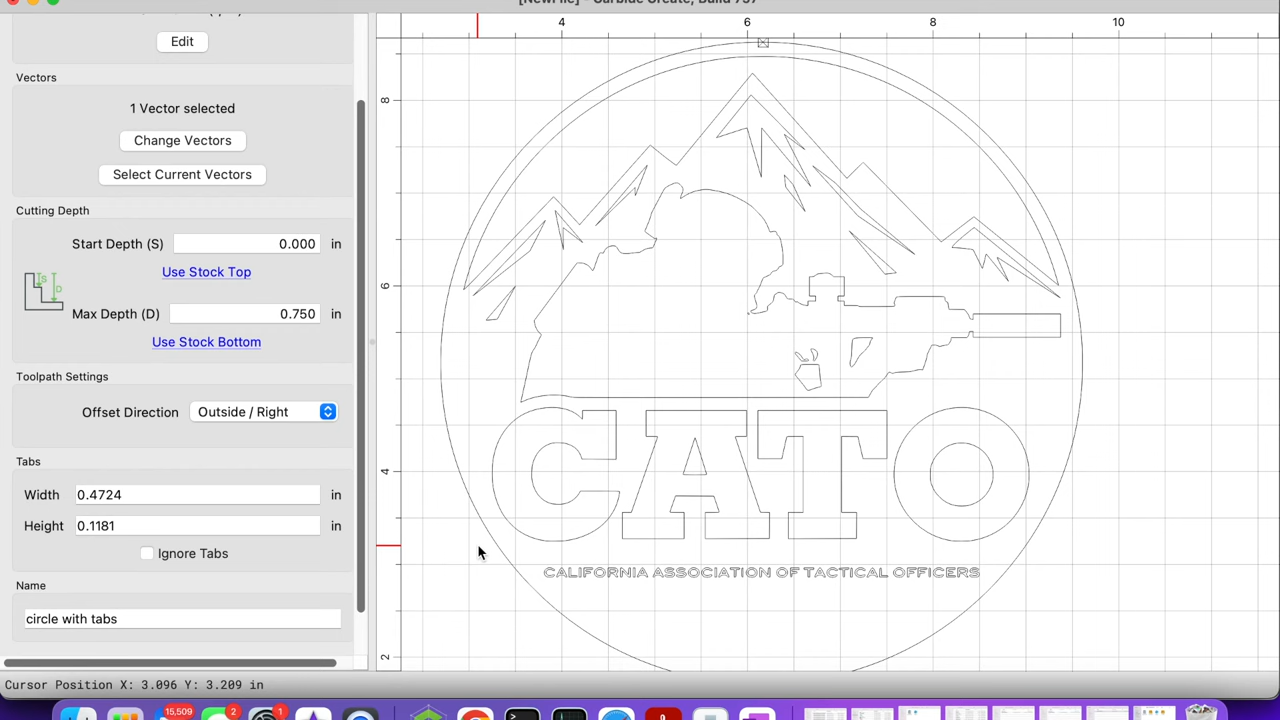 [NewFile] - Carbide Create, Build 757
Edit
Vectors
1 Vector selected
Change Vectors
Select Current Vectors
Cutting Depth
Start Depth (S) 0.000 in
Use Stock Top
S D
Max Depth (D) 0.750 in
Use Stock Bottom
Toolpath Settings
Offset Direction Outside / Right
Tabs
Width 0.4724 in
Height 0.1181 in
Ignore Tabs
Name
circle with tabs
Cursor Position X: 3.096 Y: 3.209 in
4 6 8 10
8
6
4
2
CATO
CALIFORNIA ASSOCIATION OF TACTICAL OFFICERS
15,509 2 1